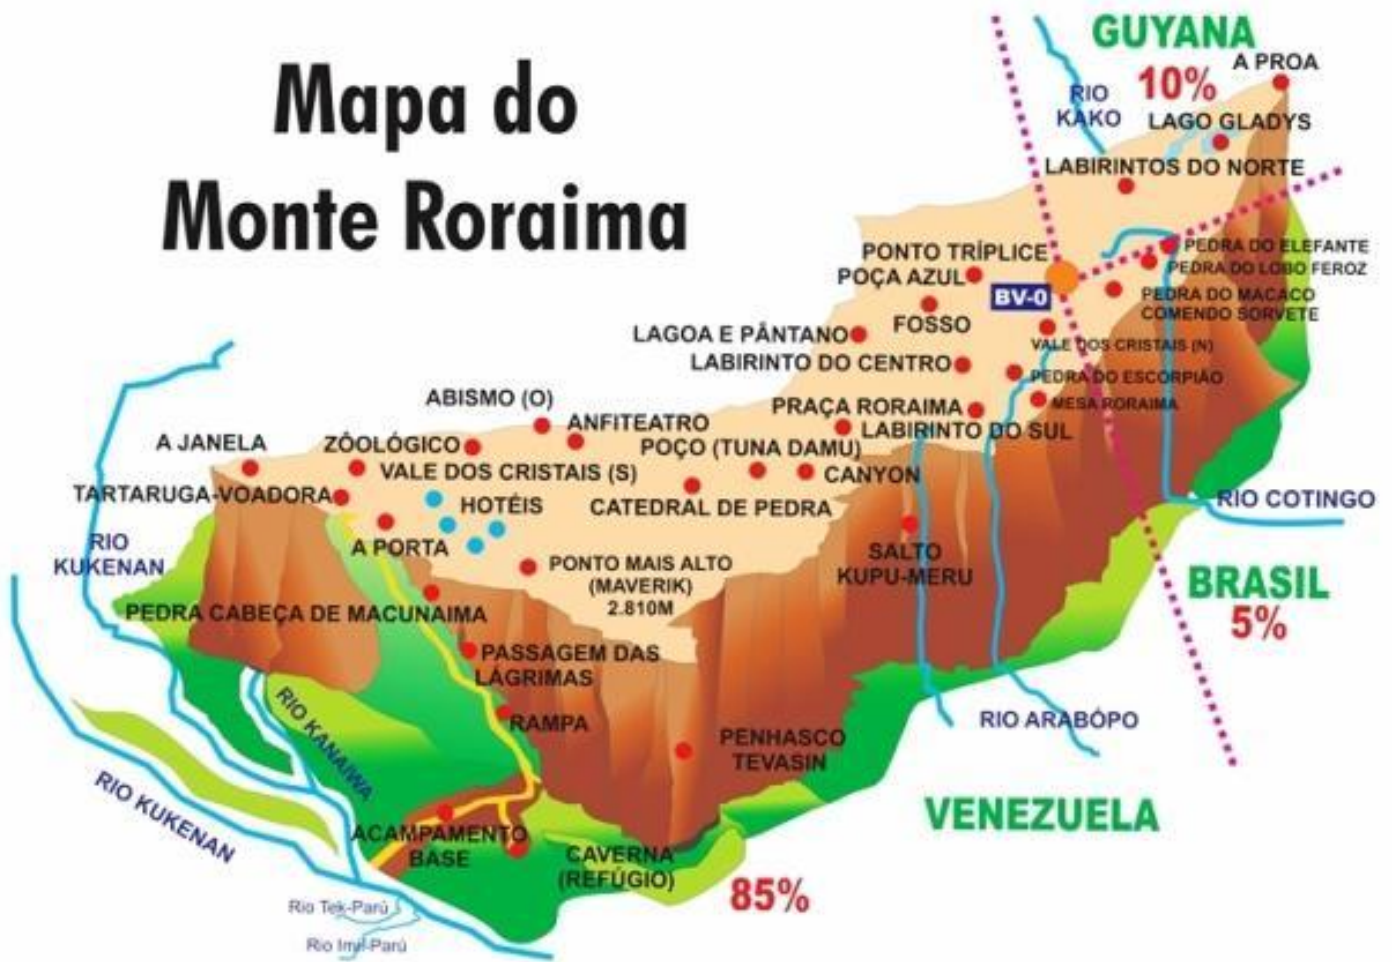 Mapa do
Monte Roraima
GUYANA
10%
A PROA
RIO
KAKO
LAGO GLADYS
LABIRINTOS DO NORTE
PONTO TRÍPLICE
PEDRA DO ELEFANTE
POÇA AZUL
PEDRA DO LOBO FEROZ
BV-0
PEDRA DO MACACO
COMENDO SORVETE
FOSSO
LAGOA E PÂNTANO
VALE DOS CRISTAIS (N)
LABIRINTO DO CENTRO
PEDRA DO ESCORPIÃO
ABISMO (O)
PRAÇA RORAIMA
MESA RORAIMA
ANFITEATRO
LABIRINTO DO SUL
A JANELA
ZÔOLÓGICO
POÇO (TUNA DAMU)
VALE DOS CRISTAIS (S)
CANYON
TARTARUGA-VOADORA
HOTÉIS
CATEDRAL DE PEDRA
RIO COTINGO
RIO
KUKENAN
A PORTA
PONTO MAIS ALTO
(MAVERIK)
2.810M
SALTO
KUPU-MERU
BRASIL
5%
PEDRA CABEÇA DE MACUNAIMA
PASSAGEM DAS
LÁGRIMAS
RIO KANAIWA
RAMPA
RIO ARABÓPO
PENHASCO
TEVASIN
RIO KUKENAN
VENEZUELA
ACAMPAMENTO
BASE
CAVERNA
(REFÚGIO)
85%
Rio Tek-Parú
Rio Imil-Parú